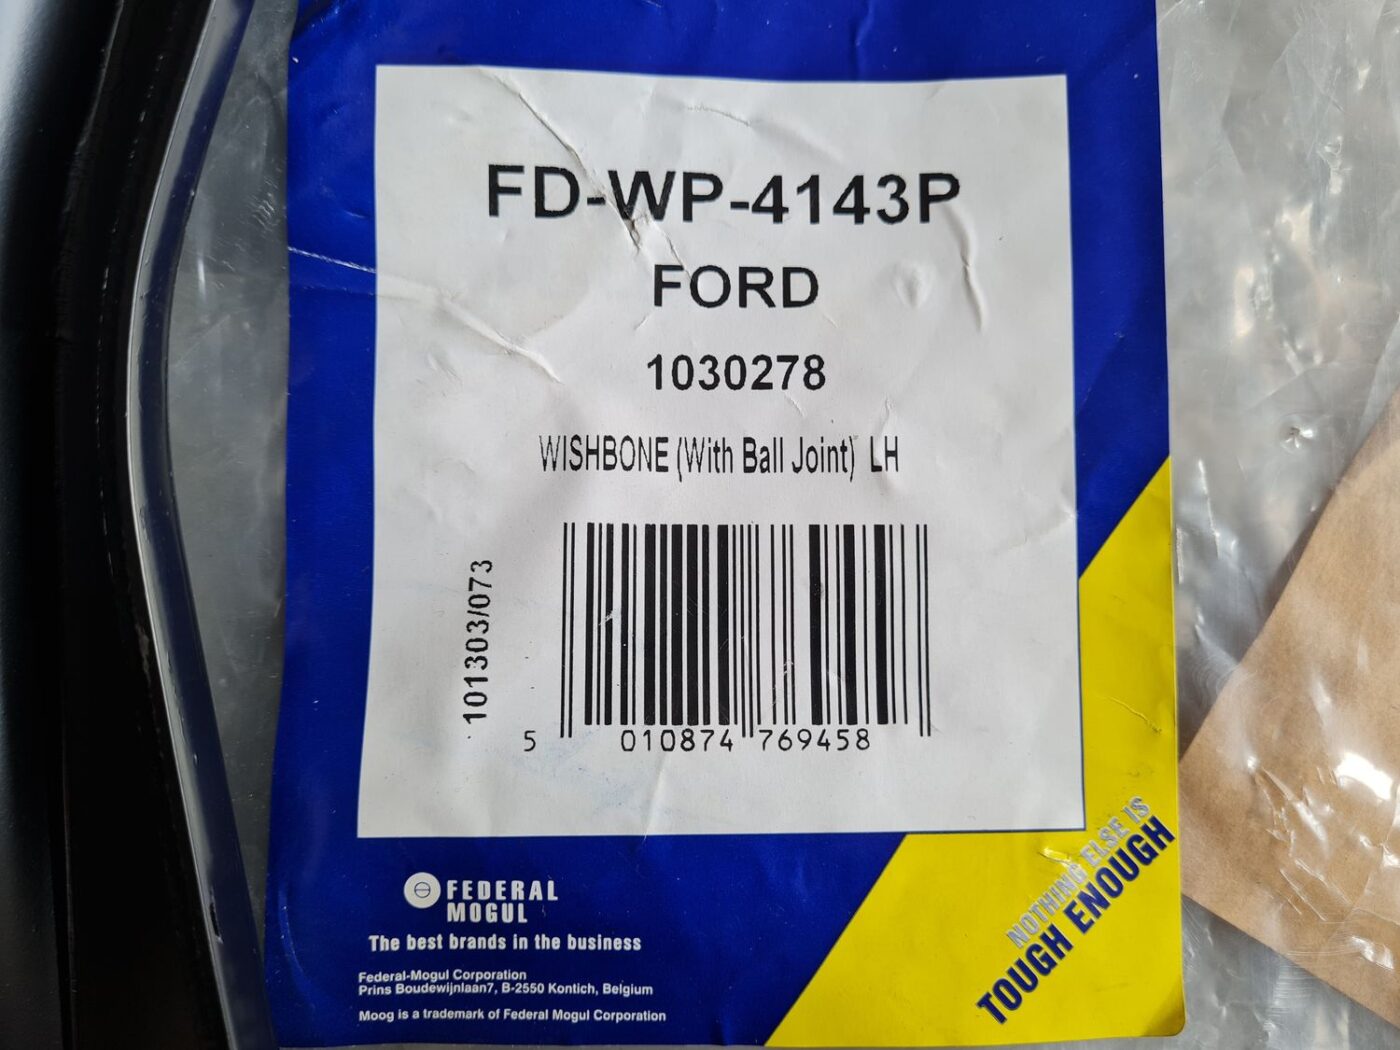 FD-WP-4143P
FORD
1030278
WISHBONE (With Ball Joint) LH
101303/073
5 010874 769458
NOTHING ELSE IS
TOUGH ENOUGH
FEDERAL
MOGUL
The best brands in the business
Federal-Mogul Corporation
Prins Boudewijnlaan7, B-2550 Kontich, Belgium
Moog is a trademark of Federal Mogul Corporation